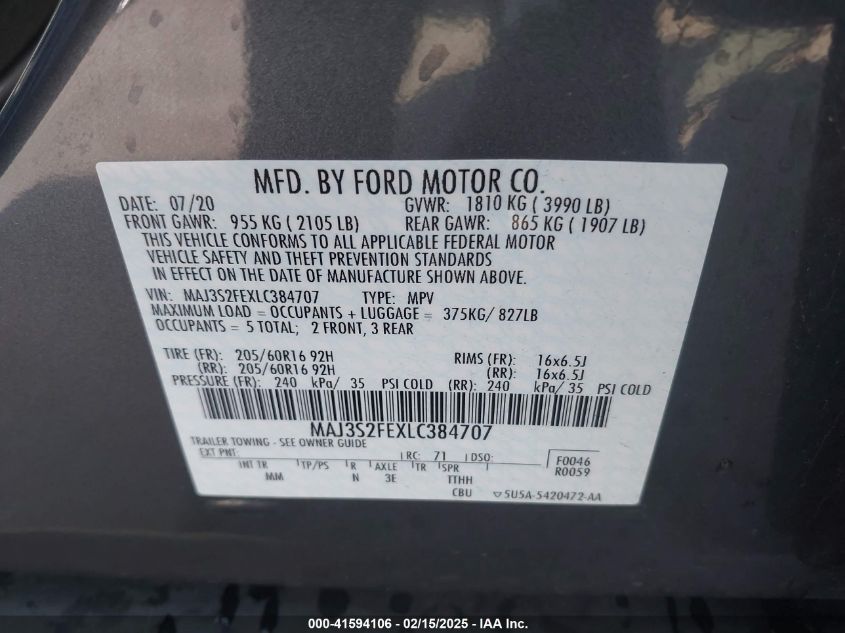 MFD. BY FORD MOTOR CO.
DATE: 07/20 GVWR: 1810 KG ( 3990 LB)
FRONT GAWR: 955 KG ( 2105 LB) REAR GAWR: 865 KG ( 1907 LB)
THIS VEHICLE CONFORMS TO ALL APPLICABLE FEDERAL MOTOR
VEHICLE SAFETY AND THEFT PREVENTION STANDARDS
IN EFFECT ON THE DATE OF MANUFACTURE SHOWN ABOVE.
VIN: MAJ3S2FEXLC384707 TYPE: MPV
MAXIMUM LOAD = OCCUPANTS + LUGGAGE = 375KG/ 827LB
OCCUPANTS = 5 TOTAL; 2 FRONT, 3 REAR
TIRE (FR): 205/60R16 92H RIMS (FR): 16x6.5J
(RR): 205/60R16 92H (RR): 16x6.5J
PRESSURE (FR): 240 kPa/ 35 PSI COLD (RR): 240 kPa/ 35 PSI COLD
MAJ3S2FEXLC384707
TRAILER TOWING - SEE OWNER GUIDE
EXT PNT: RC: 71 DSO: F0046
INT TR TP/PS R AXLE TR SPR R0059
MM N 3E TTHH
CBU ▽5U5A-5420472-AA
000-41594106 - 02/15/2025 - IAA Inc.